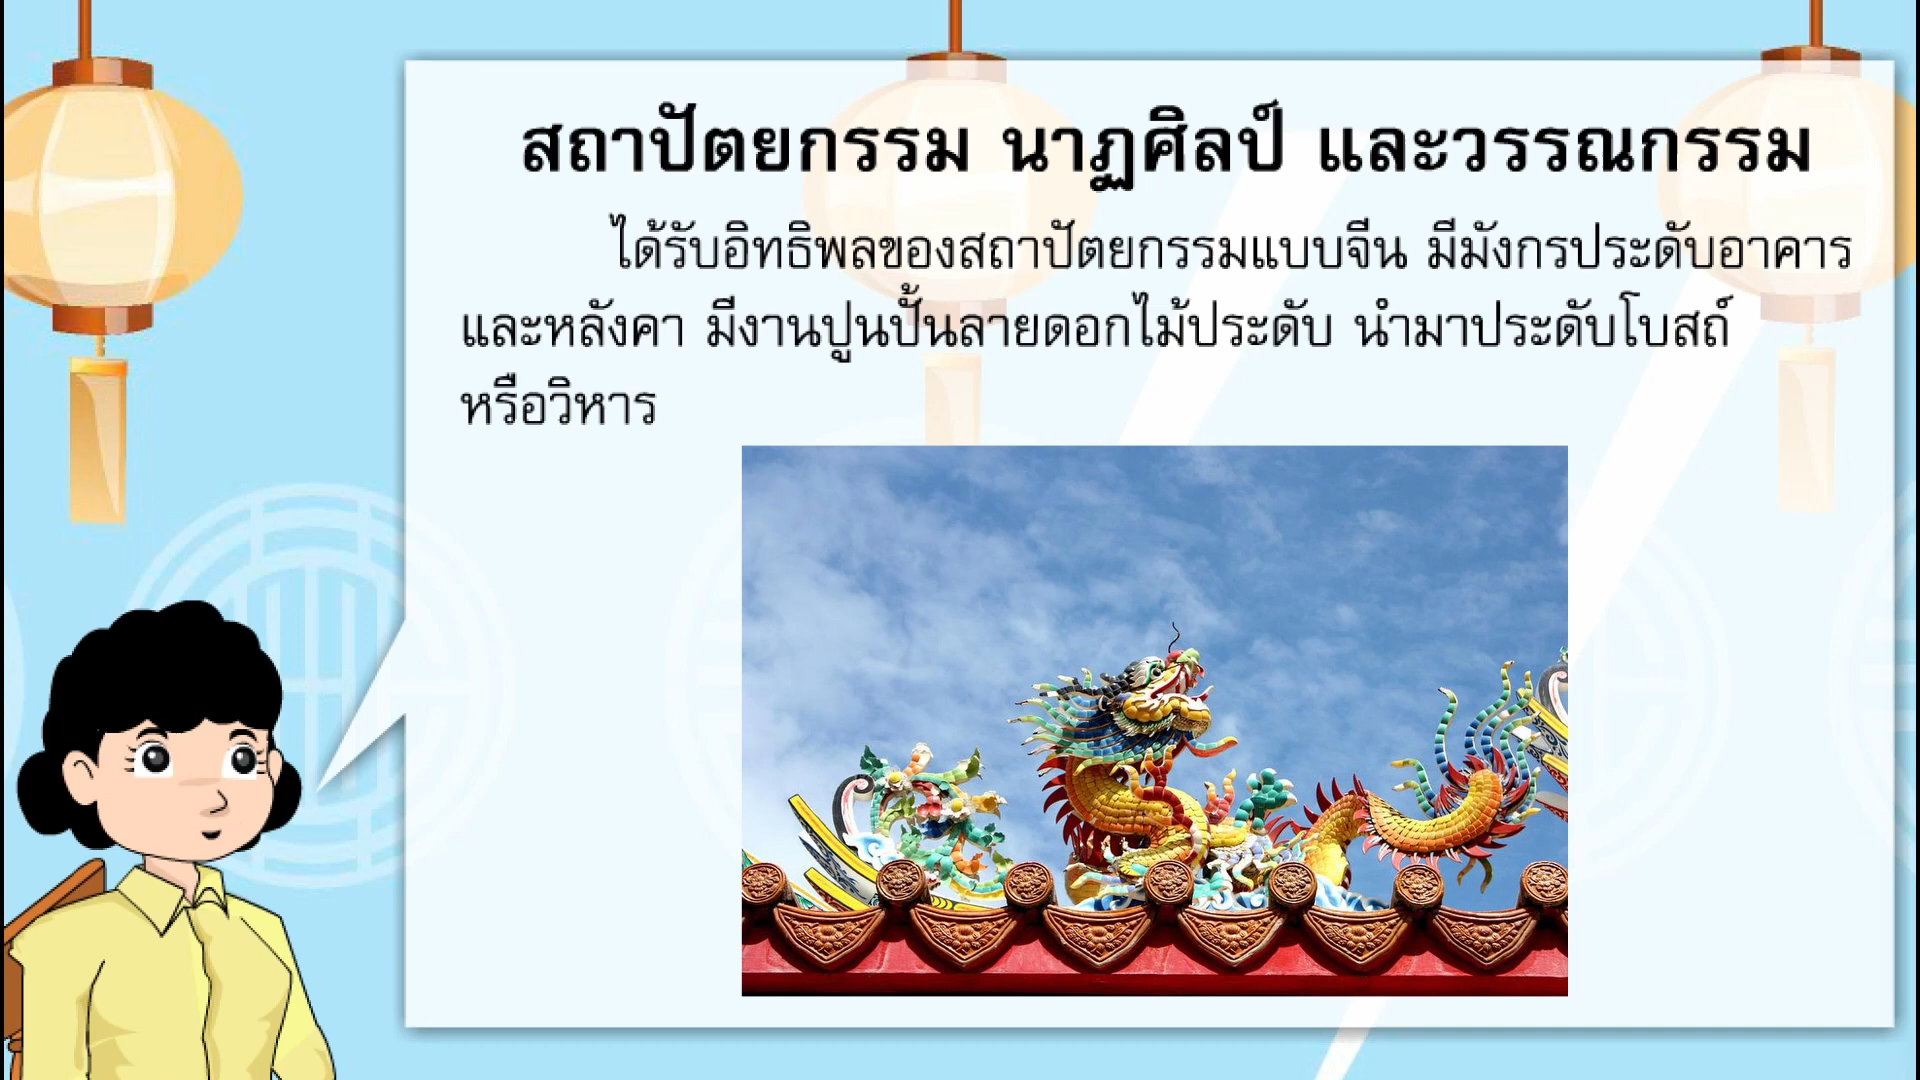 สถาปัตยกรรม นาฏศิลป์ และวรรณกรรม
ได้รับอิทธิพลของสถาปัตยกรรมแบบจีน มีมังกรประดับอาคาร
และหลังคา มีงานปูนปั้นลายดอกไม้ประดับ นำมาประดับโบสถ์
หรือวิหาร